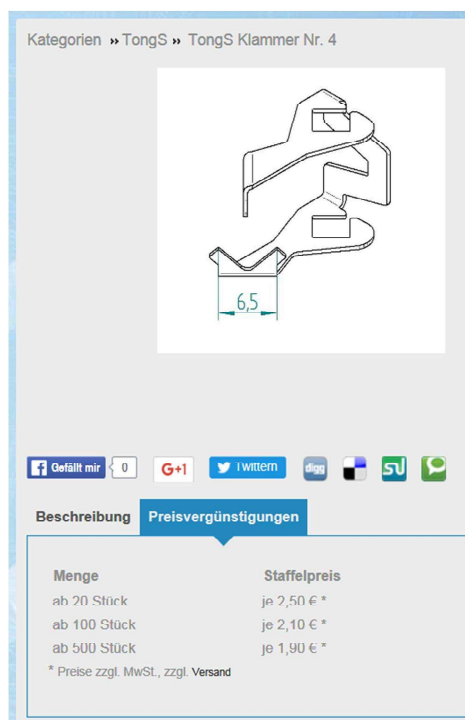 Kategorien » TongS » TongS Klammer Nr. 4
6,5
f Gefällt mir 0 G+1 Twittern digg
Beschreibung Preisvergünstigungen
Menge Staffelpreis
ab 20 Stück je 2,50 € *
ab 100 Stück je 2,10 € *
ab 500 Stück je 1,90 € *
* Preise zzgl. MwSt., zzgl. Versand